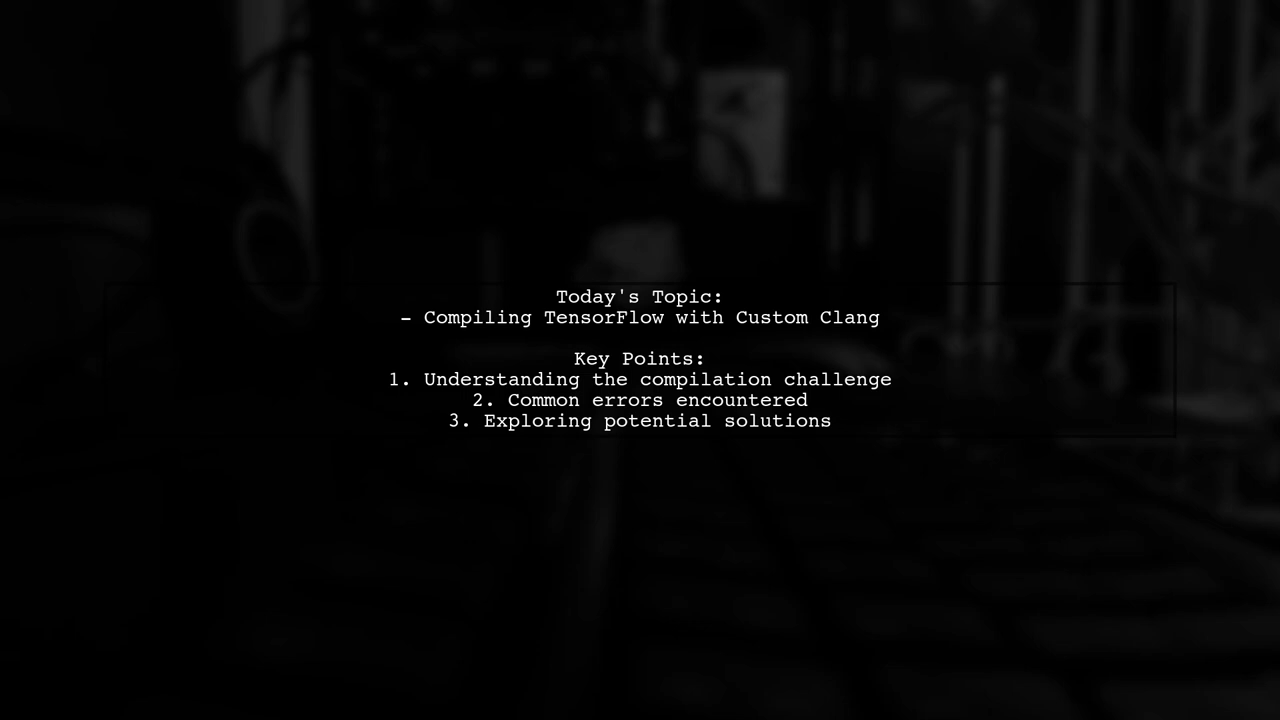 Today's Topic:
- Compiling TensorFlow with Custom Clang
Key Points:
1. Understanding the compilation challenge
2. Common errors encountered
3. Exploring potential solutions